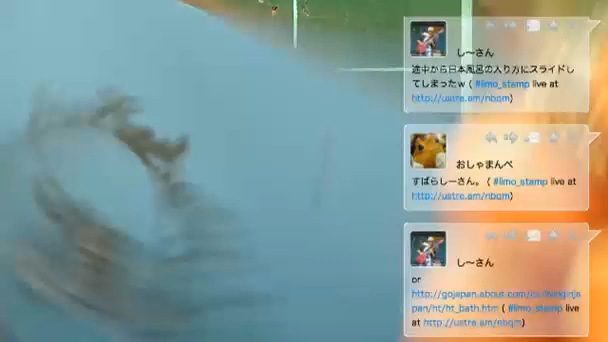 し〜さん
途中から日本風呂の入り方にスライドし
てしまったｗ ( #limo_stamp live at
http://ustre.am/nbqm)
おしゃまんべ
すばらしーさん。 ( #limo_stamp live at
http://ustre.am/nbqm)
し〜さん
or
http://gojapan.about.com/cs/livinginja
pan/ht/ht_bath.htm ( #limo_stamp live
at http://ustre.am/nbqm)